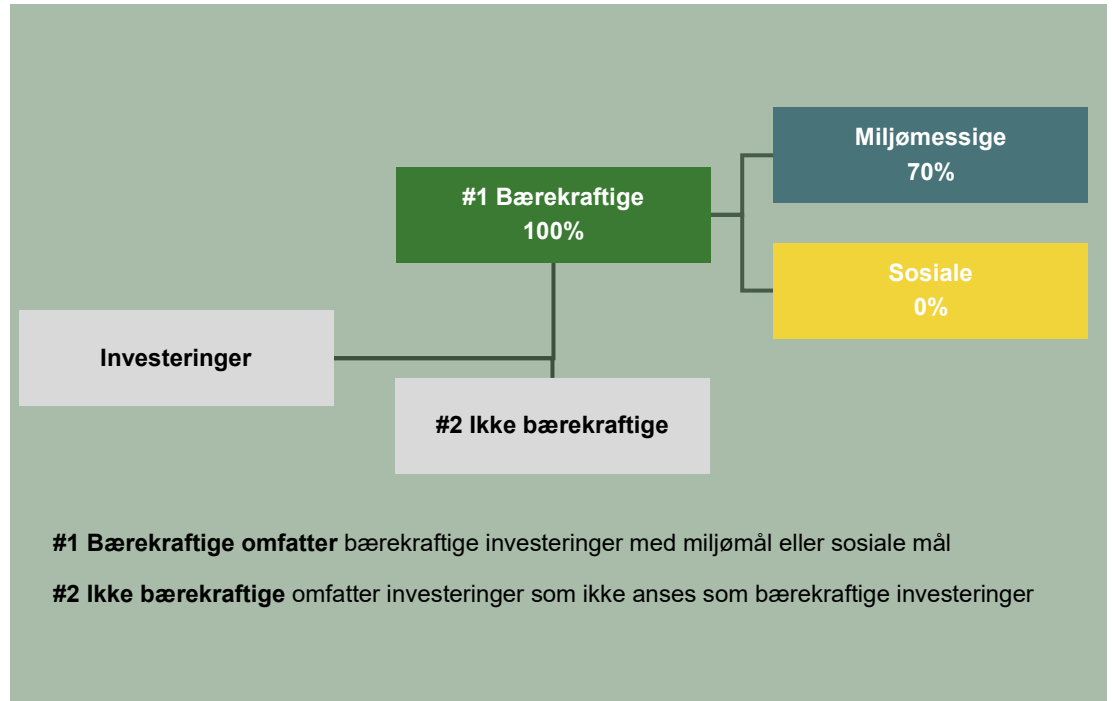 Miljømessige
70%
#1 Bærekraftige
100%
Sosiale
0%
Investeringer
#2 Ikke bærekraftige
#1 Bærekraftige omfatter bærekraftige investeringer med miljømål eller sosiale mål
#2 Ikke bærekraftige omfatter investeringer som ikke anses som bærekraftige investeringer